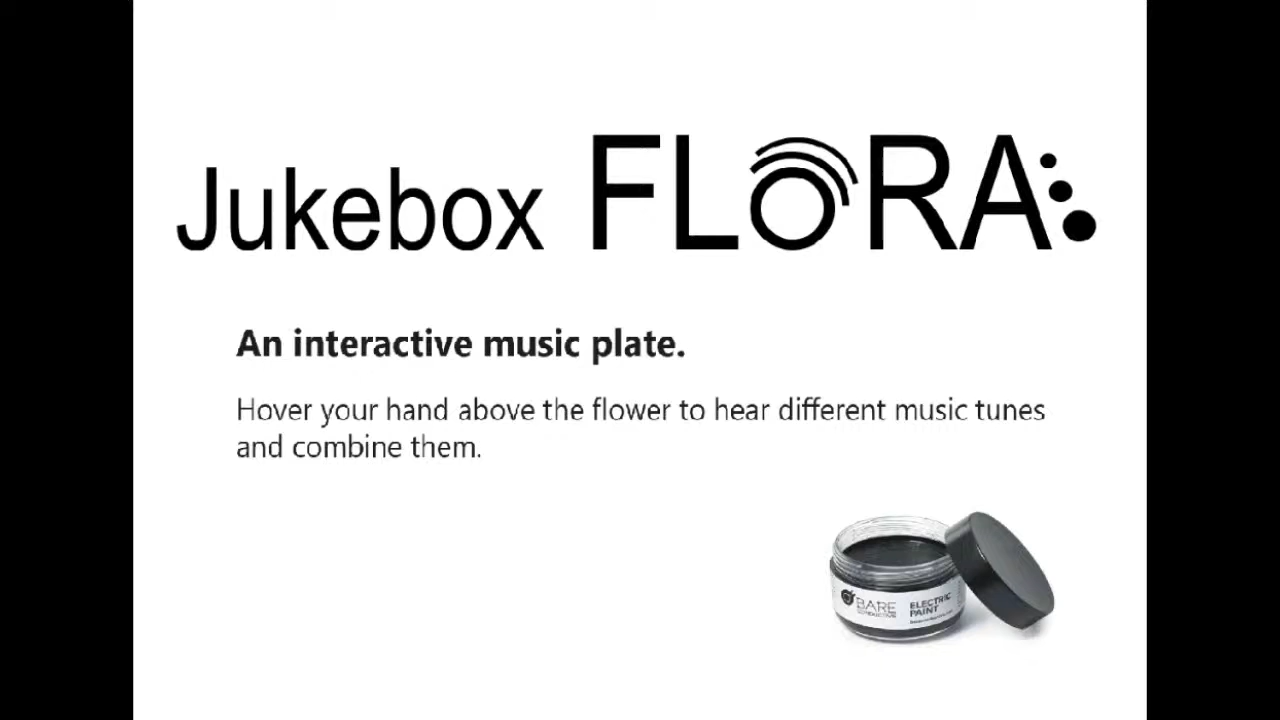 Jukebox FLORA
An interactive music plate.
Hover your hand above the flower to hear different music tunes
and combine them.
BARE ELECTRIC
CONDUCTIVE PAINT